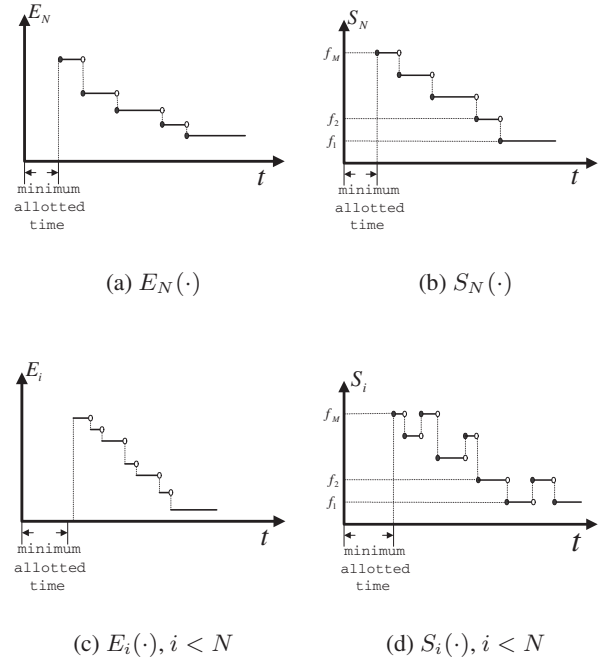 E_N
t
minimum
allotted
time
(a) E_N(·)
S_N
f_M
f_2
f_1
t
minimum
allotted
time
(b) S_N(·)
E_i
t
minimum
allotted
time
(c) E_i(·), i < N
S_i
f_M
f_2
f_1
t
minimum
allotted
time
(d) S_i(·), i < N